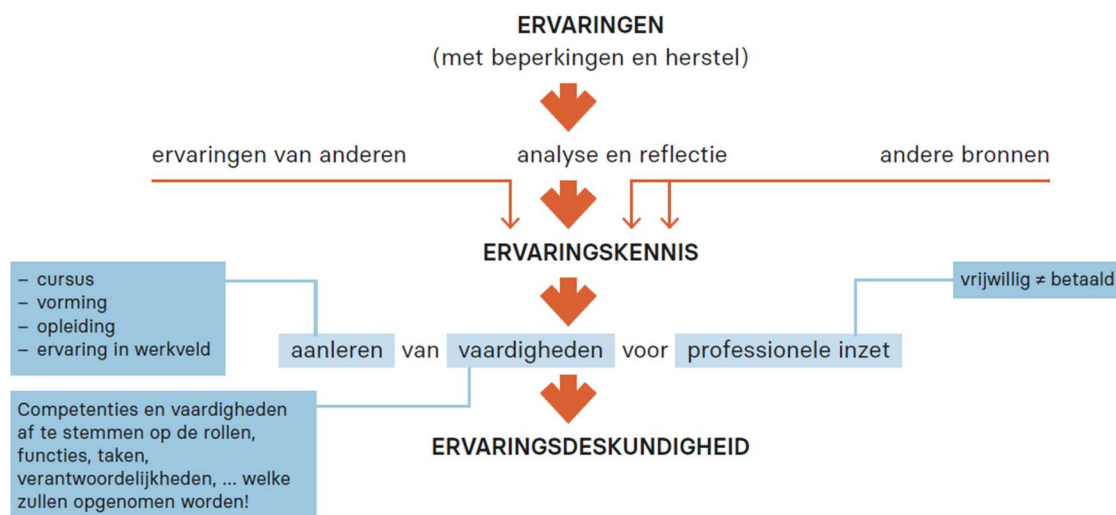 ERVARINGEN
(met beperkingen en herstel)
ervaringen van anderen
analyse en reflectie
andere bronnen
ERVARINGSKENNIS
– cursus
– vorming
– opleiding
– ervaring in werkveld
vrijwillig ≠ betaald
aanleren van vaardigheden voor professionele inzet
Competenties en vaardigheden
af te stemmen op de rollen,
functies, taken,
verantwoordelijkheden, ... welke
zullen opgenomen worden!
ERVARINGSDESKUNDIGHEID